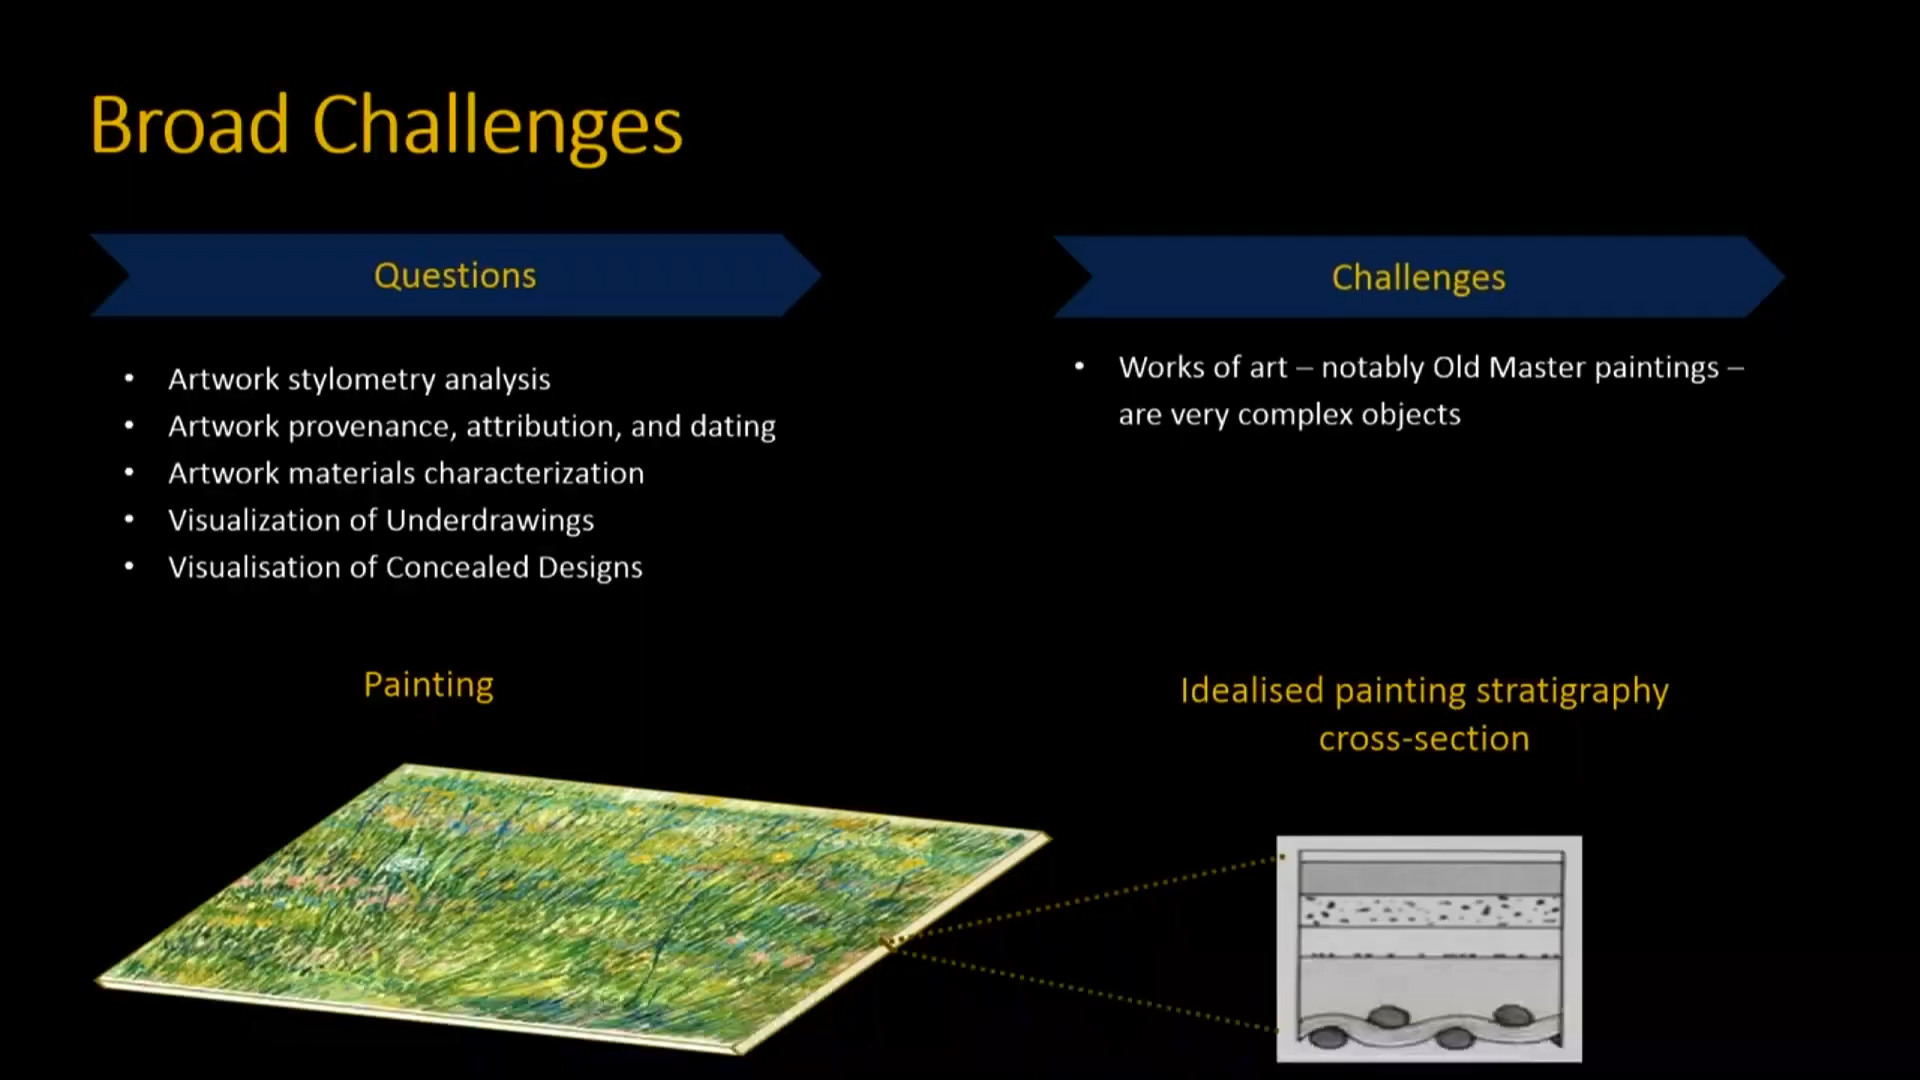 Broad Challenges
Questions
• Artwork stylometry analysis
• Artwork provenance, attribution, and dating
• Artwork materials characterization
• Visualization of Underdrawings
• Visualisation of Concealed Designs
Challenges
• Works of art – notably Old Master paintings –
are very complex objects
Painting
Idealised painting stratigraphy
cross-section